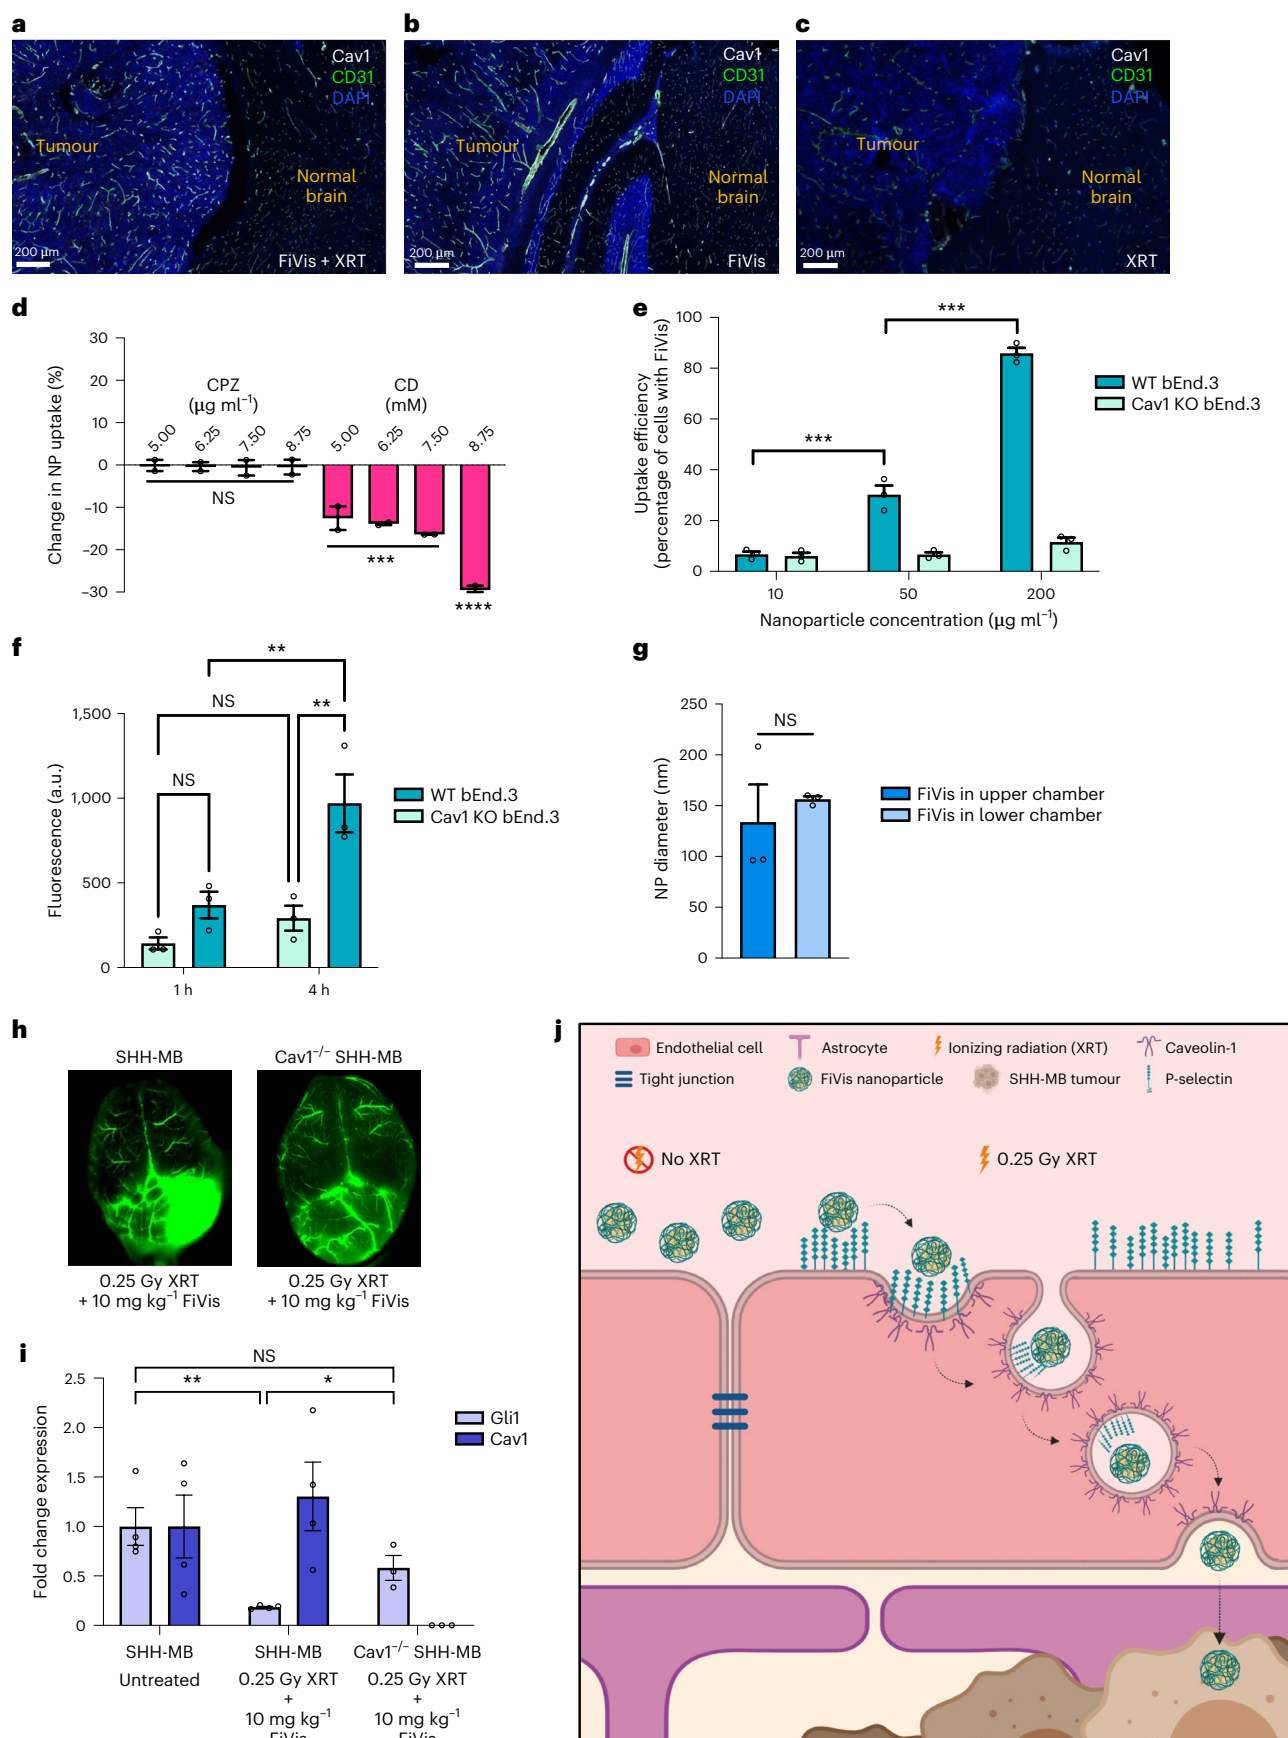 a
Cav1
CD31
DAPI
Tumour
Normal
brain
200 µm
FiVis + XRT
b
Cav1
CD31
DAPI
Tumour
Normal
brain
200 µm
FiVis
c
Cav1
CD31
DAPI
Tumour
Normal
brain
200 µm
XRT
d
Change in NP uptake (%)
30
20
10
0
−10
−20
−30
CPZ
(µg ml⁻¹)
CD
(mM)
5.00
6.25
7.50
8.75
5.00
6.25
7.50
8.75
NS
***
****
e
Uptake efficiency
(percentage of cells with FiVis)
100
80
60
40
20
0
***
***
WT bEnd.3
Cav1 KO bEnd.3
10
50
200
Nanoparticle concentration (µg ml⁻¹)
f
Fluorescence (a.u.)
1,500
1,000
500
0
**
NS
**
NS
WT bEnd.3
Cav1 KO bEnd.3
1 h
4 h
g
NP diameter (nm)
250
200
150
100
50
0
NS
FiVis in upper chamber
FiVis in lower chamber
h
SHH-MB
Cav1⁻/⁻ SHH-MB
0.25 Gy XRT
+ 10 mg kg⁻¹ FiVis
0.25 Gy XRT
+ 10 mg kg⁻¹ FiVis
i
Fold change expression
2.5
2.0
1.5
1.0
0.5
0
NS
**
*
Gli1
Cav1
SHH-MB
Untreated
SHH-MB
0.25 Gy XRT
+
10 mg kg⁻¹
FiVis
Cav1⁻/⁻ SHH-MB
0.25 Gy XRT
+
10 mg kg⁻¹
FiVis
j
Endothelial cell
Astrocyte
Ionizing radiation (XRT)
Caveolin-1
Tight junction
FiVis nanoparticle
SHH-MB tumour
P-selectin
No XRT
0.25 Gy XRT